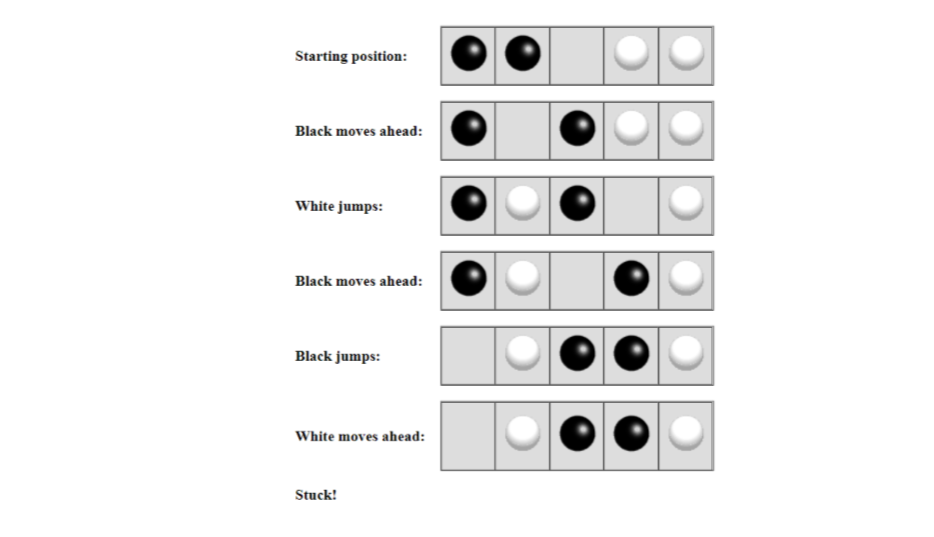 Starting position:
Black moves ahead:
White jumps:
Black moves ahead:
Black jumps:
White moves ahead:
Stuck!